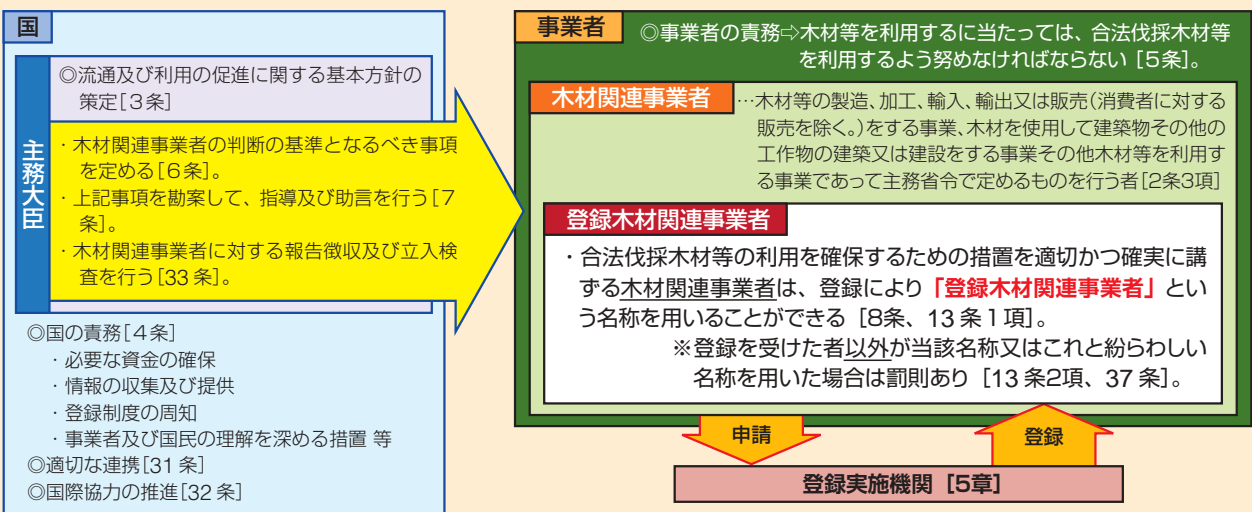 国
主務大臣
◎流通及び利用の促進に関する基本方針の
策定[3条]
・木材関連事業者の判断の基準となるべき事項
を定める[6条]。
・上記事項を勘案して、指導及び助言を行う[7
条]。
・木材関連事業者に対する報告徴収及び立入検
査を行う[33条]。
◎国の責務[4条]
・必要な資金の確保
・情報の収集及び提供
・登録制度の周知
・事業者及び国民の理解を深める措置 等
◎適切な連携[31条]
◎国際協力の推進[32条]
事業者
◎事業者の責務⇨木材等を利用するに当たっては、合法伐採木材等
を利用するよう努めなければならない[5条]。
木材関連事業者
…木材等の製造、加工、輸入、輸出又は販売(消費者に対する
販売を除く。)をする事業、木材を使用して建築物その他の
工作物の建築又は建設をする事業その他木材等を利用す
る事業であって主務省令で定めるものを行う者[2条3項]
登録木材関連事業者
・合法伐採木材等の利用を確保するための措置を適切かつ確実に講
ずる木材関連事業者は、登録により「登録木材関連事業者」とい
う名称を用いることができる[8条、13条1項]。
※登録を受けた者以外が当該名称又はこれと紛らわしい
名称を用いた場合は罰則あり[13条2項、37条]。
申請
登録
登録実施機関[5章]